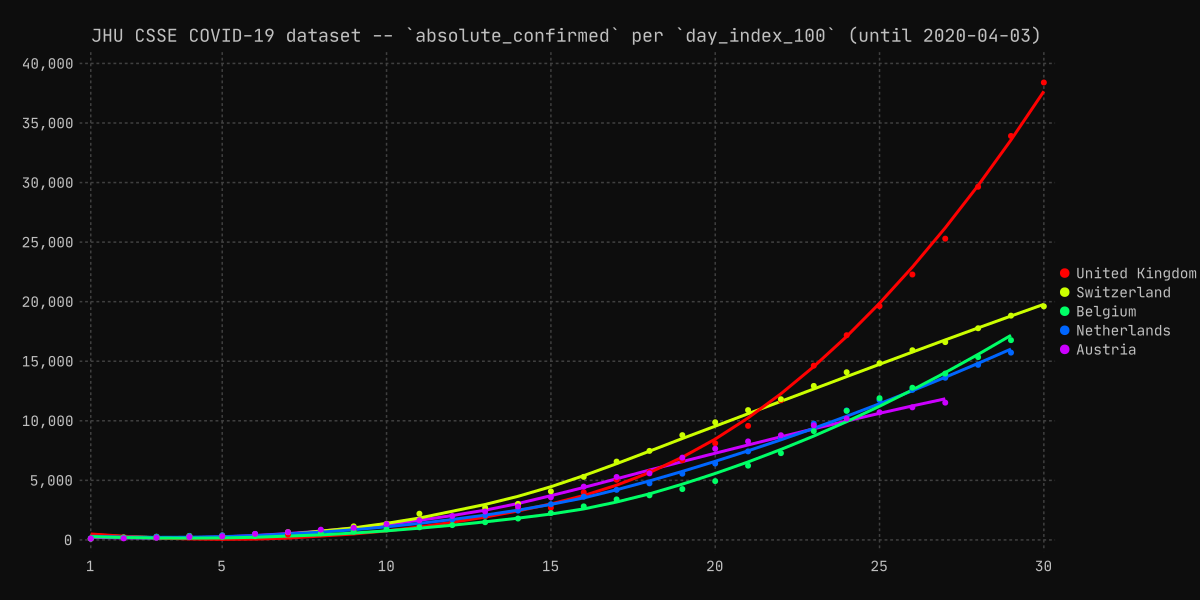 JHU CSSE COVID-19 dataset -- `absolute_confirmed` per `day_index_100` (until 2020-04-03)
40,000
35,000
30,000
25,000
20,000
15,000
10,000
5,000
0
1 5 10 15 20 25 30
United Kingdom
Switzerland
Belgium
Netherlands
Austria